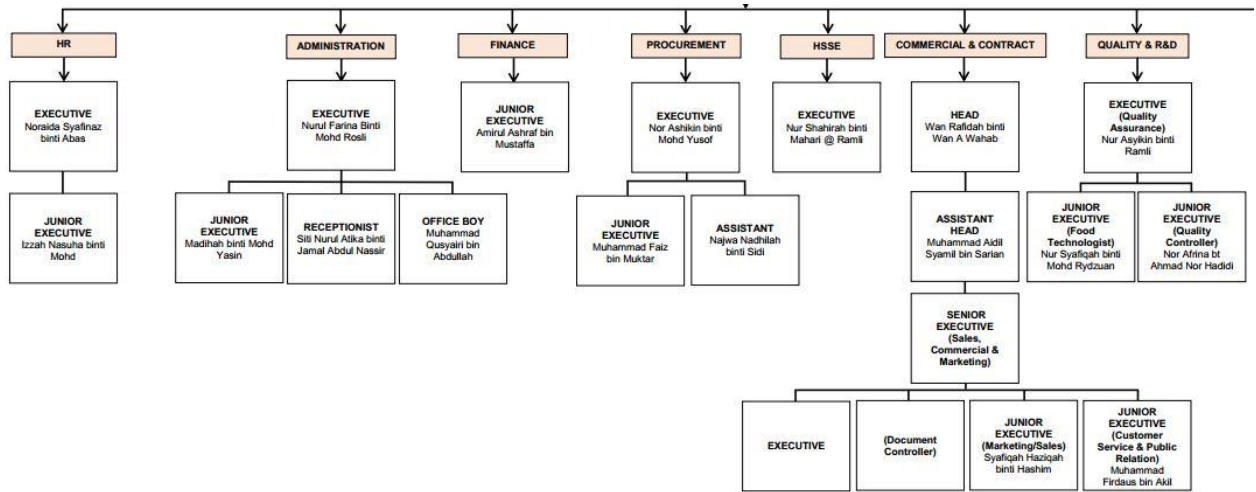 HR
ADMINISTRATION
FINANCE
PROCUREMENT
HSSE
COMMERCIAL & CONTRACT
QUALITY & R&D
EXECUTIVE
Noraida Syafinaz
binti Abas
EXECUTIVE
Nurul Farina Binti
Mohd Rosli
JUNIOR
EXECUTIVE
Amirul Ashraf bin
Mustaffa
EXECUTIVE
Nor Ashikin binti
Mohd Yusof
EXECUTIVE
Nur Shahirah binti
Mahari @ Ramli
HEAD
Wan Rafidah binti
Wan A Wahab
EXECUTIVE
(Quality
Assurance)
Nur Asyikin binti
Ramli
JUNIOR
EXECUTIVE
Izzah Nasuha binti
Mohd
JUNIOR
EXECUTIVE
Madihah binti Mohd
Yasin
RECEPTIONIST
Siti Nurul Atika binti
Jamal Abdul Nassir
OFFICE BOY
Muhammad
Qusyairi bin
Abdullah
JUNIOR
EXECUTIVE
Muhammad Faiz
bin Muktar
ASSISTANT
Najwa Nadhilah
binti Sidi
ASSISTANT
HEAD
Muhammad Aidil
Syamil bin Sarian
JUNIOR
EXECUTIVE
(Food
Technologist)
Nur Syafiqah binti
Mohd Rydzuan
JUNIOR
EXECUTIVE
(Quality
Controller)
Nor Afrina bt
Ahmad Nor Hadidi
SENIOR
EXECUTIVE
(Sales,
Commercial &
Marketing)
EXECUTIVE
(Document
Controller)
JUNIOR
EXECUTIVE
(Marketing/Sales)
Syafiqah Haziqah
binti Hashim
JUNIOR
EXECUTIVE
(Customer
Service & Public
Relation)
Muhammad
Firdaus bin Akil